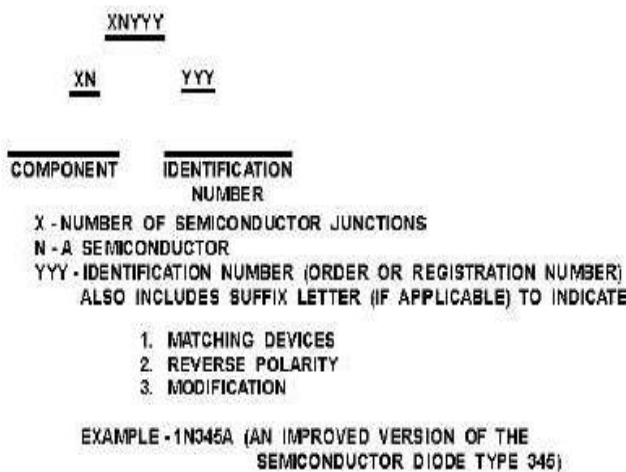 XNYYY
XN YYY
COMPONENT IDENTIFICATION
NUMBER
X - NUMBER OF SEMICONDUCTOR JUNCTIONS
N - A SEMICONDUCTOR
YYY - IDENTIFICATION NUMBER (ORDER OR REGISTRATION NUMBER)
ALSO INCLUDES SUFFIX LETTER (IF APPLICABLE) TO INDICATE
1. MATCHING DEVICES
2. REVERSE POLARITY
3. MODIFICATION
EXAMPLE - 1N345A (AN IMPROVED VERSION OF THE
SEMICONDUCTOR DIODE TYPE 345)